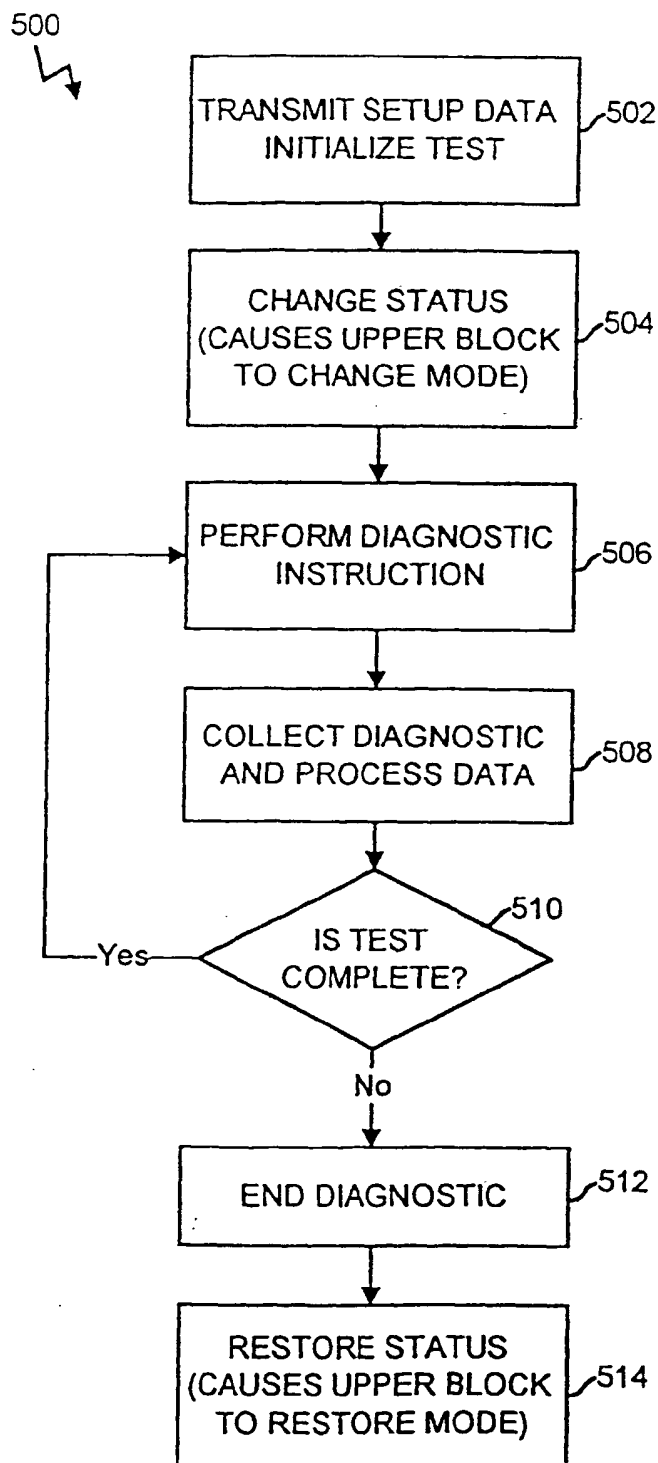 500
TRANSMIT SETUP DATA
INITIALIZE TEST
502
CHANGE STATUS
(CAUSES UPPER BLOCK
TO CHANGE MODE)
504
PERFORM DIAGNOSTIC
INSTRUCTION
506
COLLECT DIAGNOSTIC
AND PROCESS DATA
508
IS TEST
COMPLETE?
510
Yes
No
END DIAGNOSTIC
512
RESTORE STATUS
(CAUSES UPPER BLOCK
TO RESTORE MODE)
514